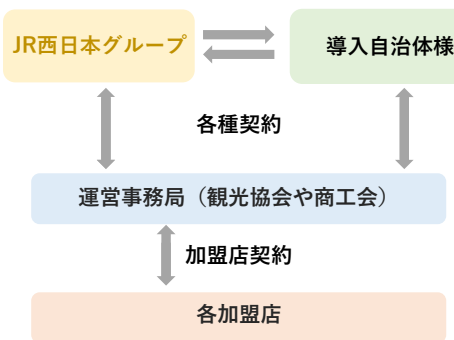 JR西日本グループ
導入自治体様
各種契約
運営事務局（観光協会や商工会）
加盟店契約
各加盟店